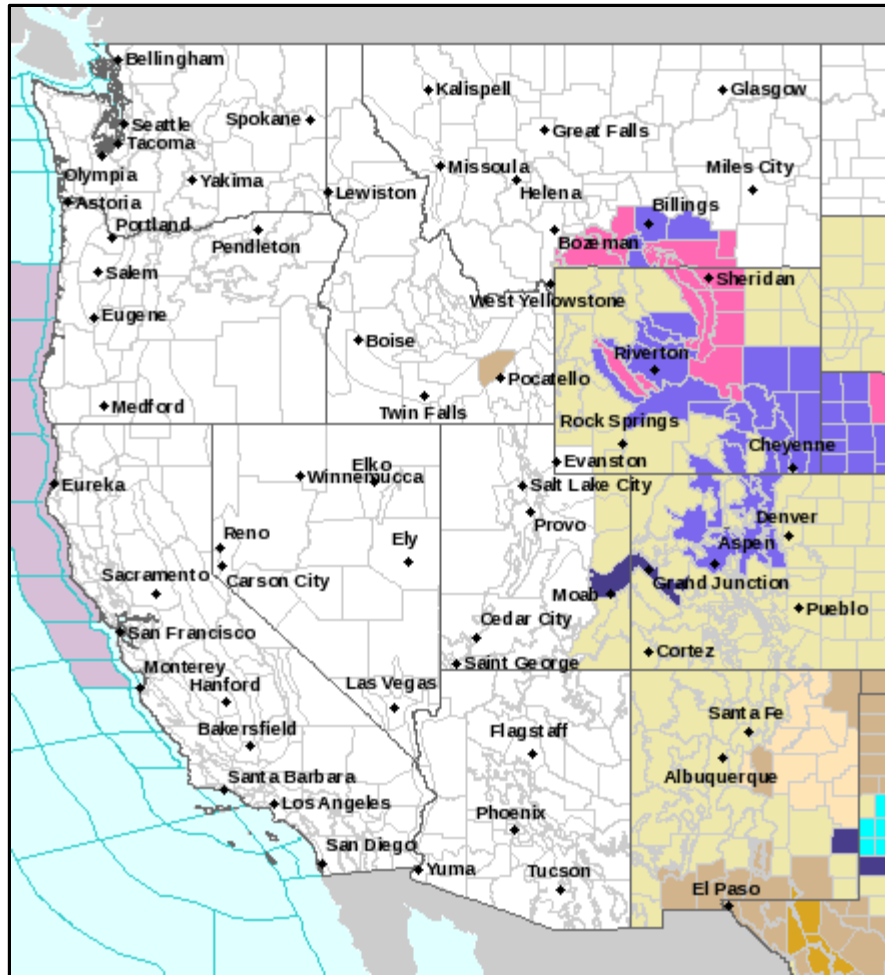 Bellingham
Kalispell
Glasgow
Seattle
Spokane
Great Falls
Tacoma
Olympia
Missoula
Miles City
Yakima
Lewiston
Helena
Astoria
Billings
Portland
Pendleton
Bozeman
Salem
Sheridan
West Yellowstone
Eugene
Boise
Riverton
Pocatello
Medford
Twin Falls
Rock Springs
Cheyenne
Elko
Evanston
Eureka
Winnemucca
Salt Lake City
Provo
Denver
Reno
Ely
Aspen
Sacramento
Carson City
Moab
Grand Junction
Pueblo
San Francisco
Cedar City
Cortez
Monterey
Saint George
Hanford
Las Vegas
Santa Fe
Bakersfield
Flagstaff
Albuquerque
Santa Barbara
Los Angeles
Phoenix
San Diego
Yuma
Tucson
El Paso